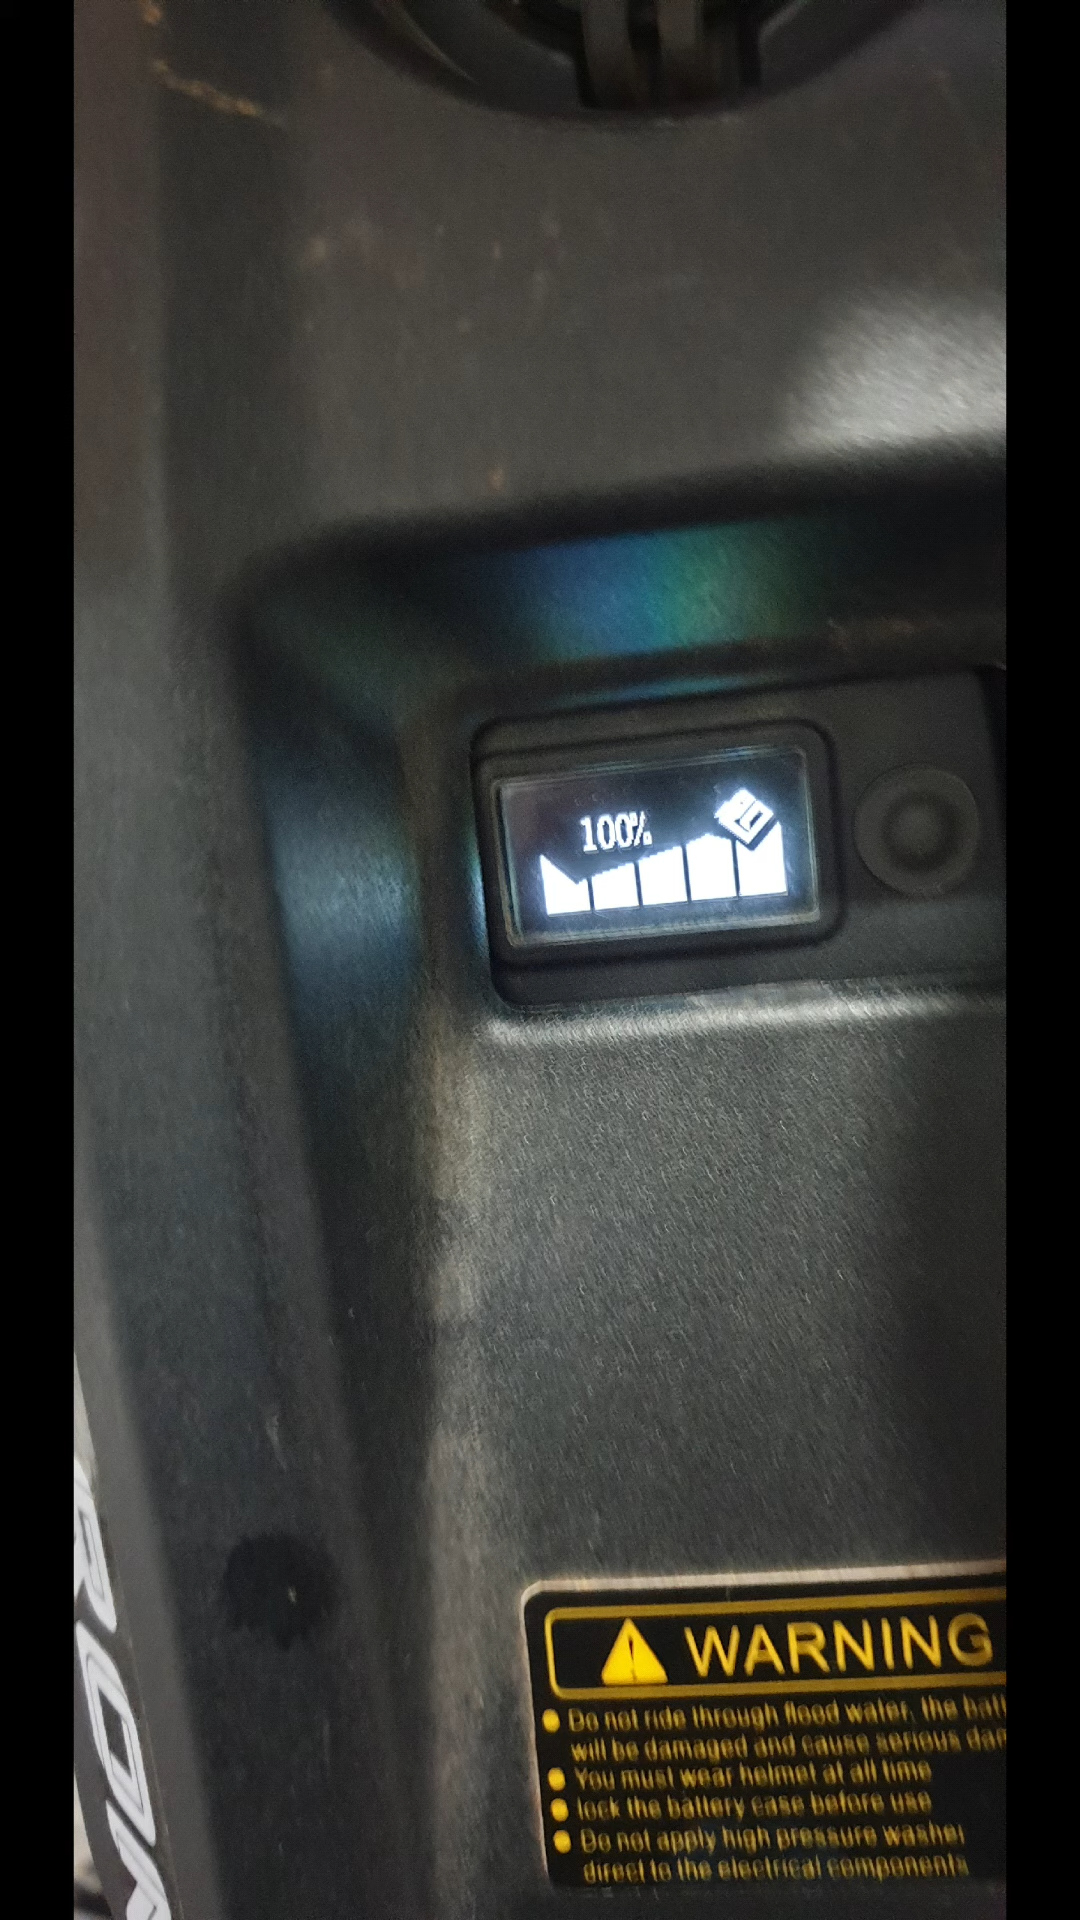 100%
WARNING
Do not ride through flood water, the batt
will be damaged and cause serious dam
You must wear helmet at all time
lock the battery case before use
Do not apply high pressure washer
direct to the electrical components